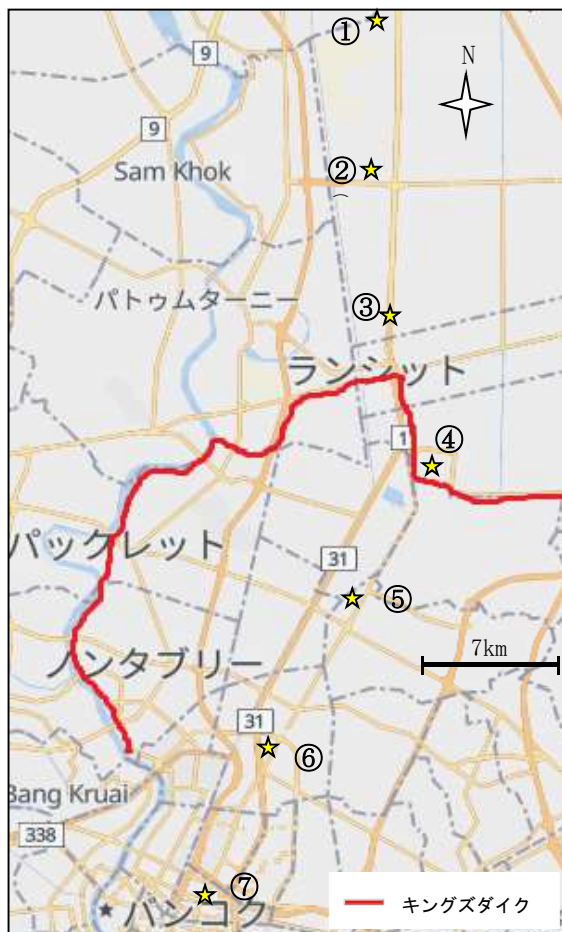 ①
N
9
9
②
Sam Khok
パトゥムターニー
③
ランシット
1
④
パックレット
31
⑤
7km
ノンタブリー
31
⑥
Bang Kruai
338
⑦
バンコク
キングズダイク